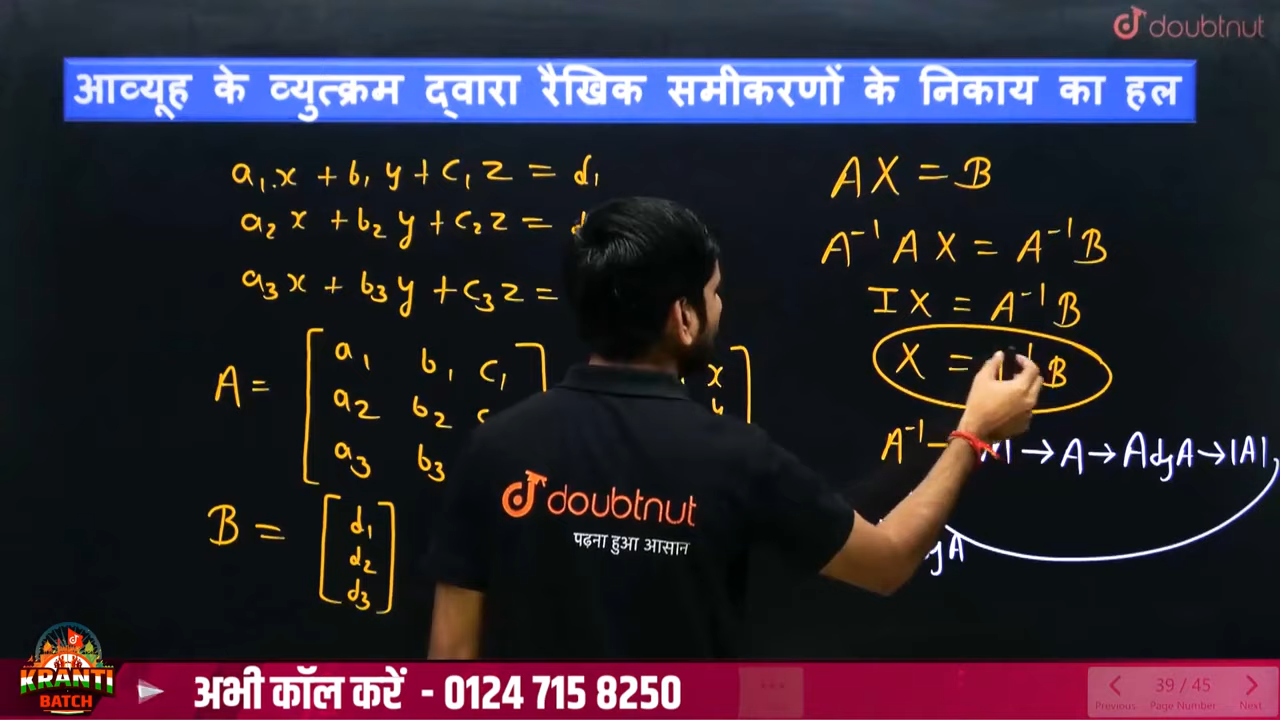 doubtnut
आव्यूह के व्युत्क्रम द्वारा रैखिक समीकरणों के निकाय का हल
a₁x + b₁y + c₁z = d₁
a₂x + b₂y + c₂z =
a₃x + b₃y + c₃z =
A = [ a₁ b₁ c₁
a₂ b₂
a₃ b₃
x
B = [ d₁
d₂
d₃ ]
AX = B
A⁻¹AX = A⁻¹B
IX = A⁻¹B
X = B
A⁻¹ → A → AdjA → |A|,
A
doubtnut
पढ़ना हुआ आसान
KRANTI
BATCH
अभी कॉल करें - 0124 715 8250
39 / 45
Previous Page Number Next